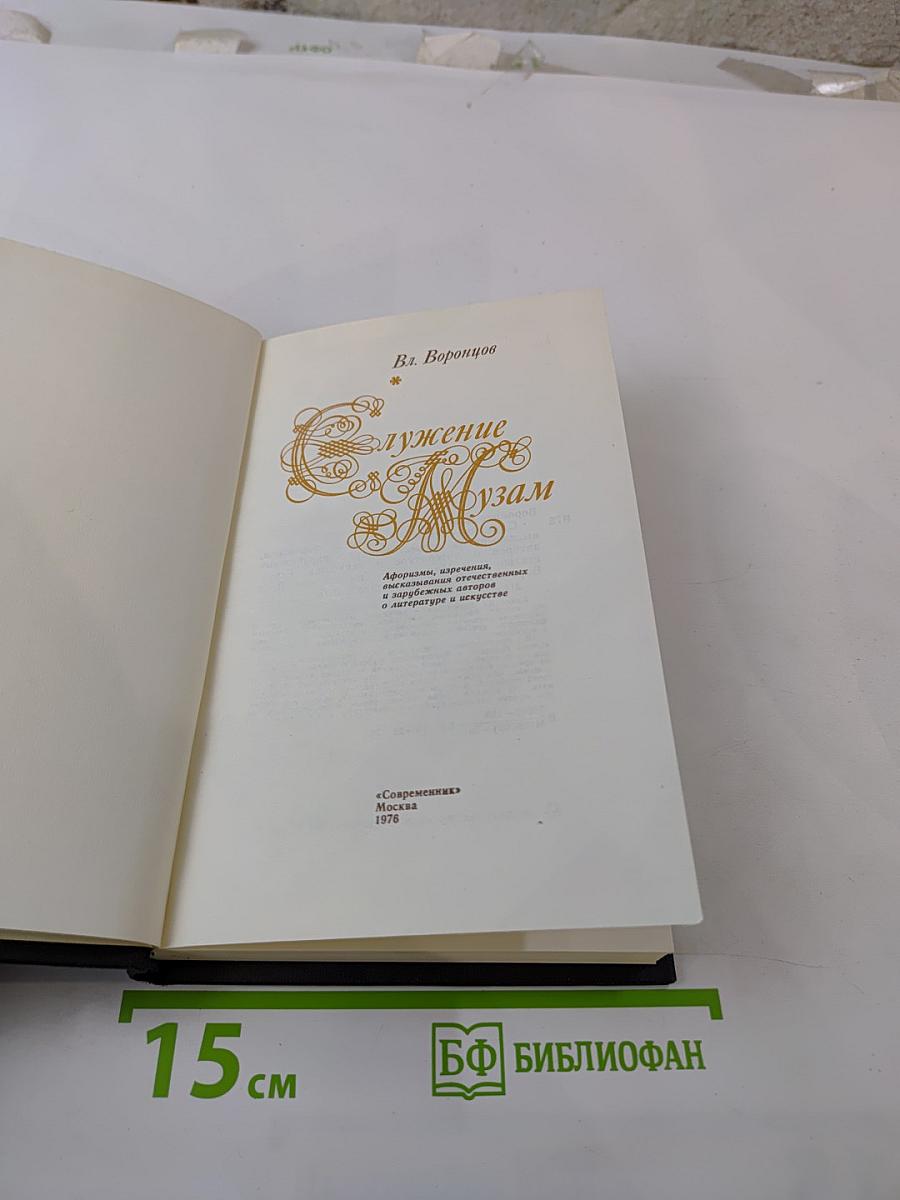 Вл. Воронцов
*
Служение
Музам
Афоризмы, изречения,
высказывания отечественных
и зарубежных авторов
о литературе и искусстве
«Современник»
Москва
1976
15 см
БФ БИБЛИОФАН